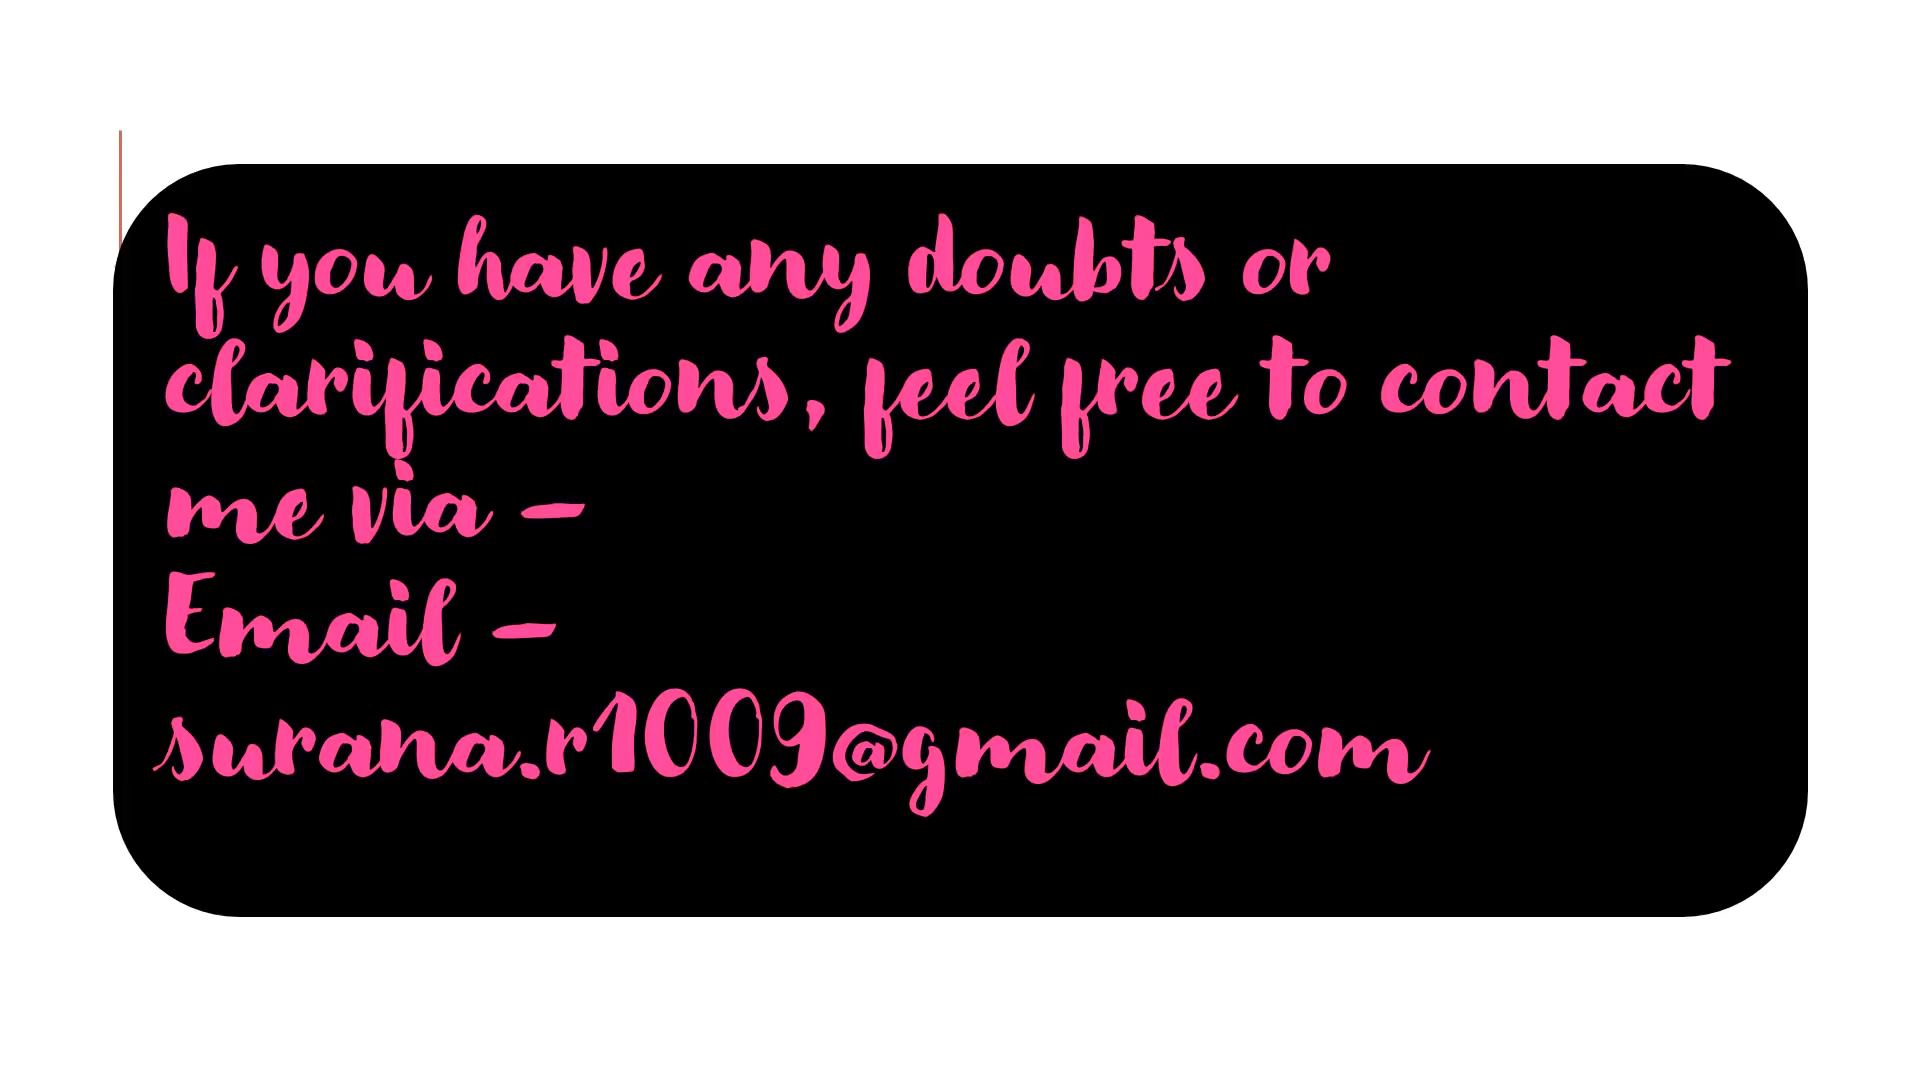 If you have any doubts or
clarifications, feel free to contact
me via –
Email –
surana.r1009@gmail.com